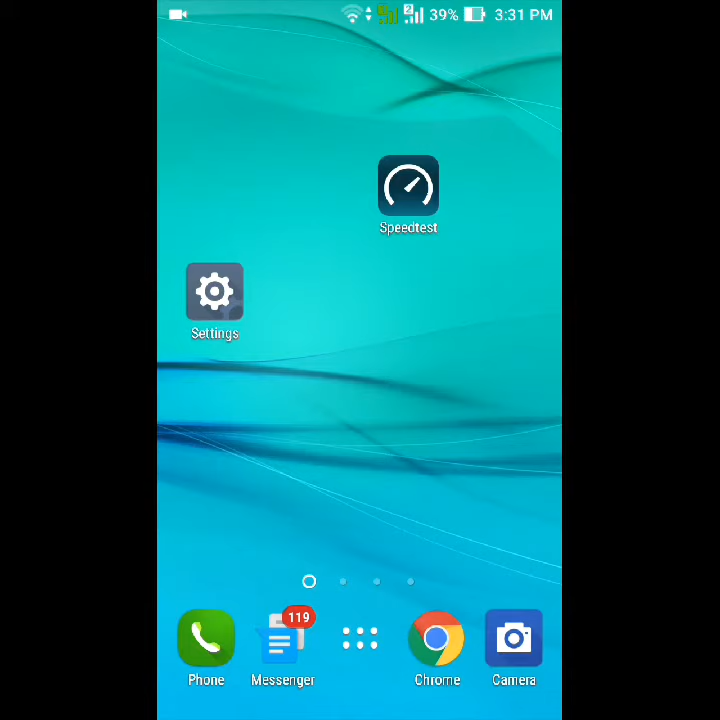 39% 3:31 PM
Speedtest
Settings
119
Phone Messenger Chrome Camera